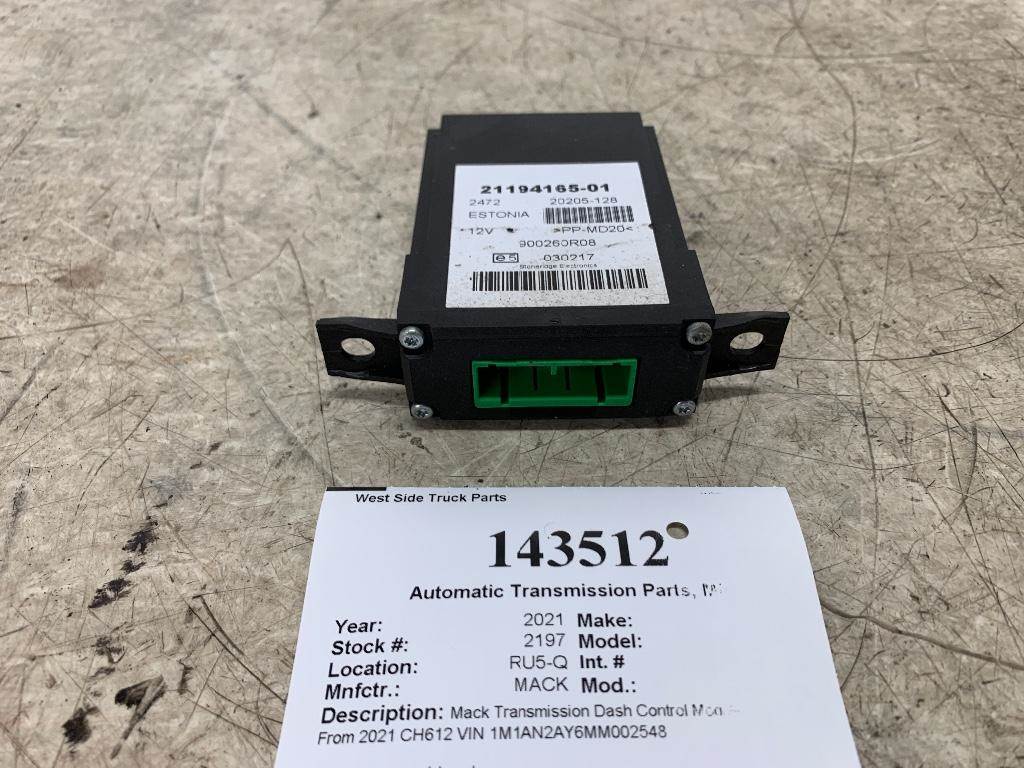 21194165-01
2472 20205-128
ESTONIA
12V >PP-MD20<
900260R08
e5 030217
Stoneridge Electronics
West Side Truck Parts
143512
Automatic Transmission Parts,
Year: 2021 Make:
Stock #: 2197 Model:
Location: RU5-Q Int. #
Mnfctr.: MACK Mod.:
Description: Mack Transmission Dash Control
From 2021 CH612 VIN 1M1AN2AY6MM002548